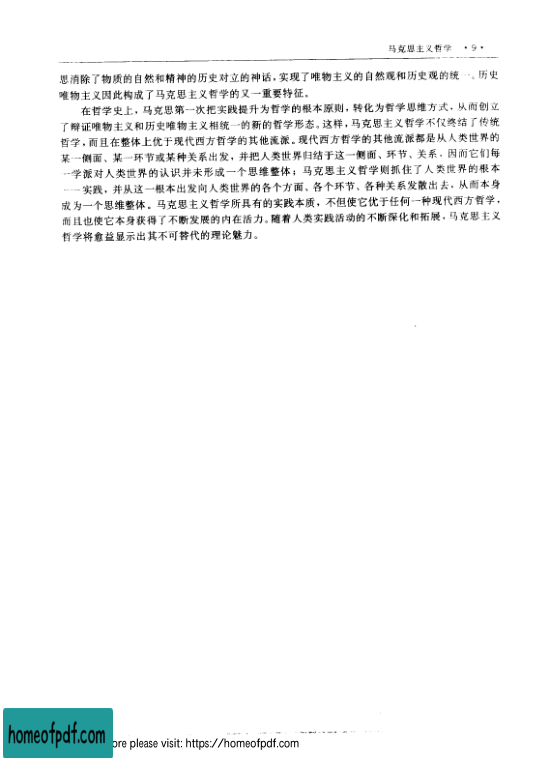 马克思主义哲学 ·9·
思消除了物质的自然和精神的历史对立的神话，实现了唯物主义的自然观和历史观的统一。历史
唯物主义因此构成了马克思主义哲学的又一重要特征。
在哲学史上，马克思第一次把实践提升为哲学的根本原则，转化为哲学思维方式，从而创立
了辩证唯物主义和历史唯物主义相统一的新的哲学形态。这样，马克思主义哲学不仅终结了传统
哲学，而且在整体上优于现代西方哲学的其他流派。现代西方哲学的其他流派都是从人类世界的
某一侧面、某一环节或某种关系出发，并把人类世界归结于这一侧面、环节、关系，因而它们每
一学派对人类世界的认识并未形成一个思维整体；马克思主义哲学则抓住了人类世界的根本
——实践，并从这一根本出发向人类世界的各个方面、各个环节、各种关系发散出去，从而本身
成为一个思维整体。马克思主义哲学所具有的实践本质，不但使它优于任何一种现代西方哲学，
而且也使它本身获得了不断发展的内在活力。随着人类实践活动的不断深化和拓展，马克思主义
哲学将愈益显示出其不可替代的理论魅力。
homeofpdf.com
ore please visit: https://homeofpdf.com